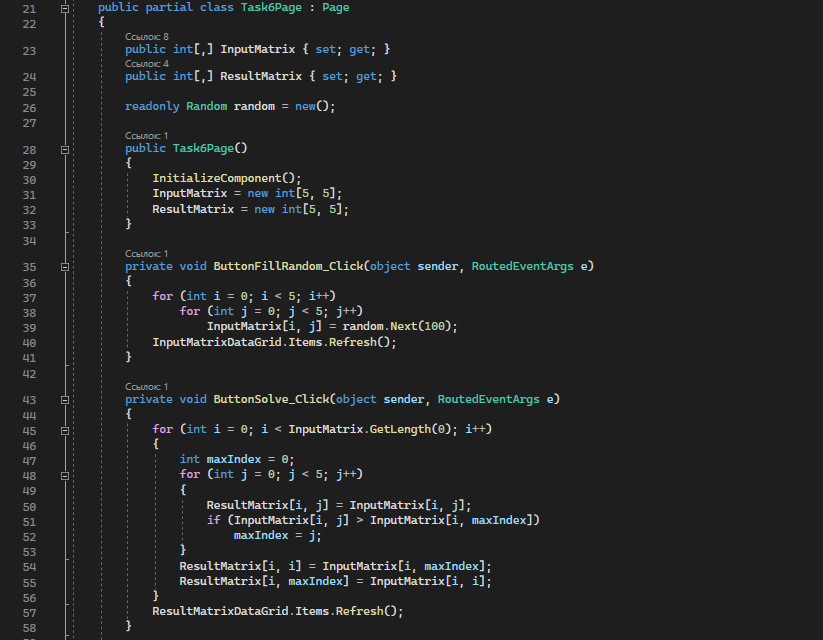 21 public partial class Task6Page : Page
22 {
Ссылок: 8
23 public int[,] InputMatrix { set; get; }
Ссылок: 4
24 public int[,] ResultMatrix { set; get; }
25
26 readonly Random random = new();
27
Ссылок: 1
28 public Task6Page()
29 {
30 InitializeComponent();
31 InputMatrix = new int[5, 5];
32 ResultMatrix = new int[5, 5];
33 }
34
Ссылок: 1
35 private void ButtonFillRandom_Click(object sender, RoutedEventArgs e)
36 {
37 for (int i = 0; i < 5; i++)
38 for (int j = 0; j < 5; j++)
39 InputMatrix[i, j] = random.Next(100);
40 InputMatrixDataGrid.Items.Refresh();
41 }
42
Ссылок: 1
43 private void ButtonSolve_Click(object sender, RoutedEventArgs e)
44 {
45 for (int i = 0; i < InputMatrix.GetLength(0); i++)
46 {
47 int maxIndex = 0;
48 for (int j = 0; j < 5; j++)
49 {
50 ResultMatrix[i, j] = InputMatrix[i, j];
51 if (InputMatrix[i, j] > InputMatrix[i, maxIndex])
52 maxIndex = j;
53 }
54 ResultMatrix[i, i] = InputMatrix[i, maxIndex];
55 ResultMatrix[i, maxIndex] = InputMatrix[i, i];
56 }
57 ResultMatrixDataGrid.Items.Refresh();
58 }